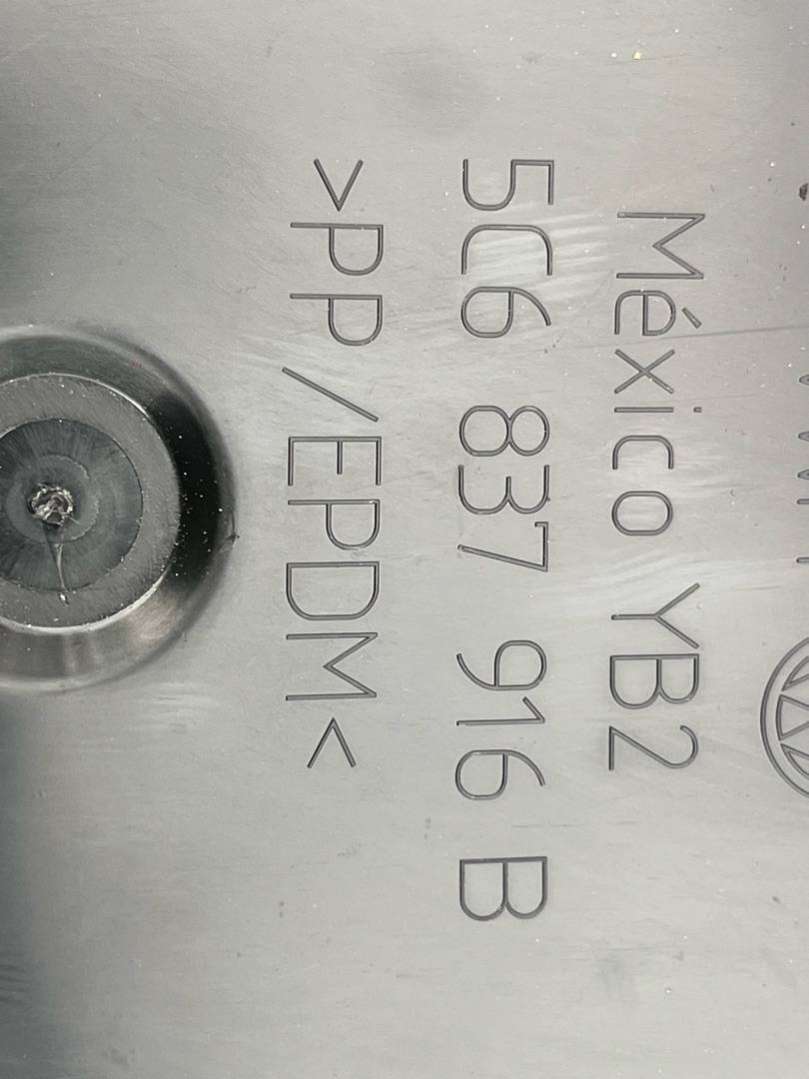 México YB2
5C6 837 916 B
>PP/EPDM<